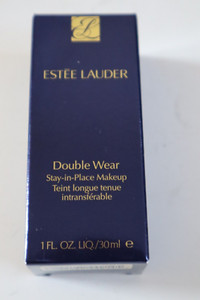 ESTĒE LAUDER
Double Wear
Stay-in-Place Makeup
Teint longue tenue
intransférable
1 FL. OZ. LIQ./30 ml e